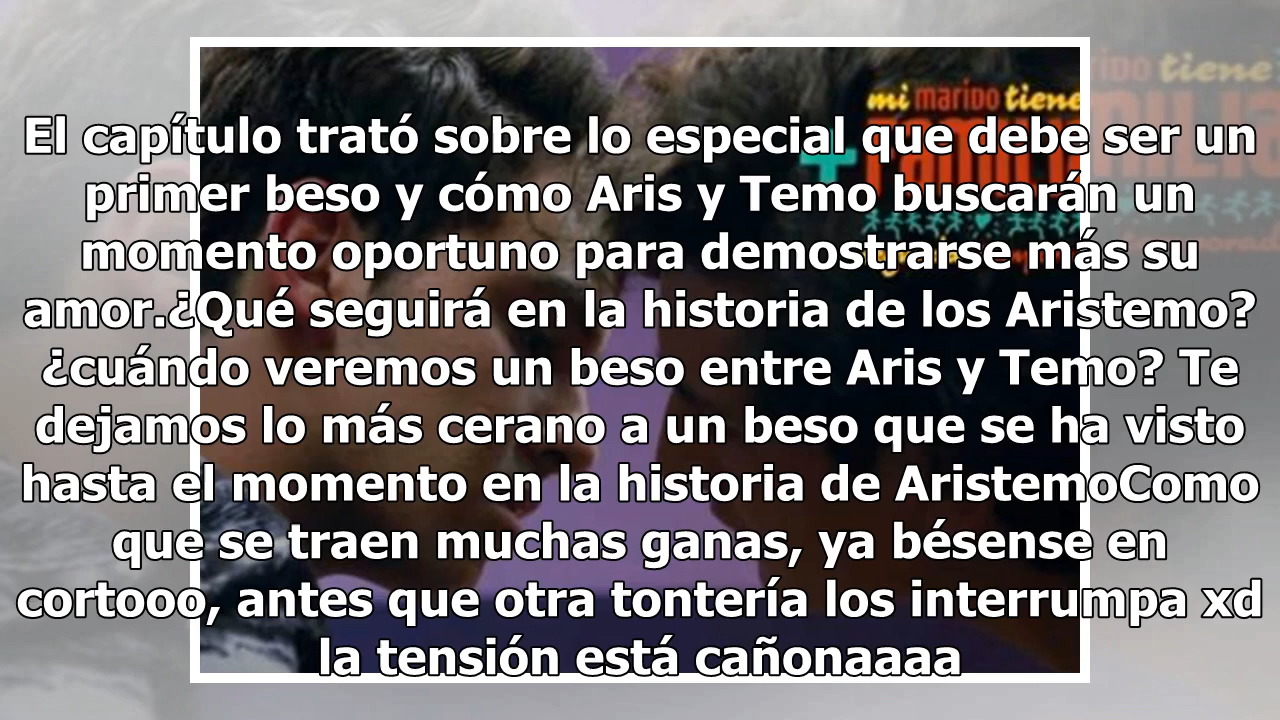 mi marido tiene
+ FAMILIA
El capítulo trató sobre lo especial que debe ser un
primer beso y cómo Aris y Temo buscarán un
momento oportuno para demostrarse más su
amor.¿Qué seguirá en la historia de los Aristemo?
¿cuándo veremos un beso entre Aris y Temo? Te
dejamos lo más cerano a un beso que se ha visto
hasta el momento en la historia de AristemoComo
que se traen muchas ganas, ya bésense en
cortooo, antes que otra tontería los interrumpa xd
la tensión está cañonaaaa